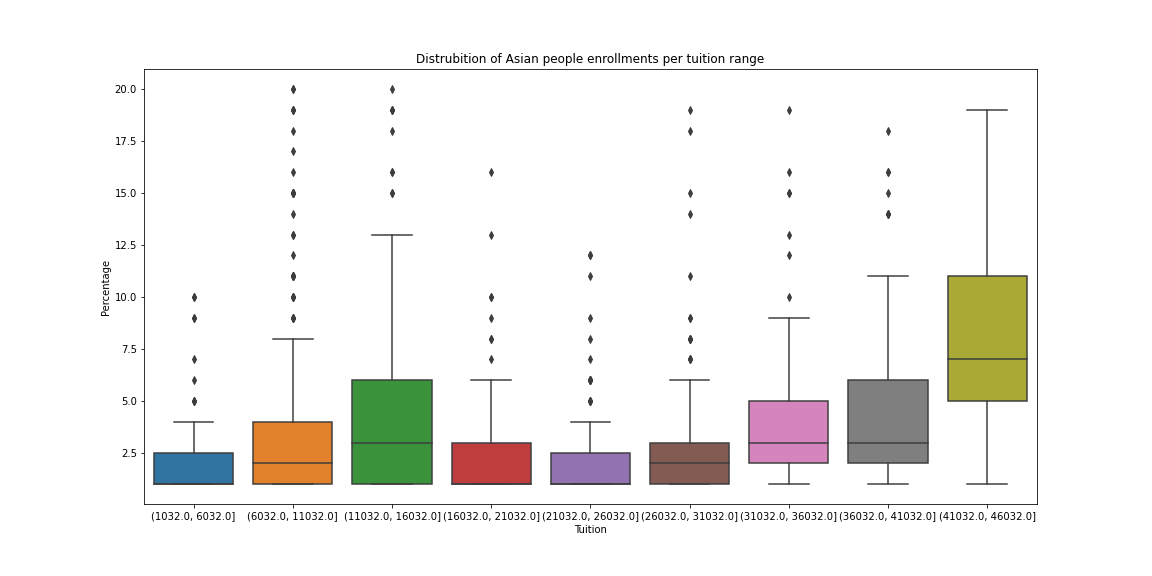 Distrubition of Asian people enrollments per tuition range
20.0
17.5
15.0
12.5
10.0
7.5
5.0
2.5
Percentage
(1032.0, 6032.0] (6032.0, 11032.0] (11032.0, 16032.0] (16032.0, 21032.0] (21032.0, 26032.0] (26032.0, 31032.0] (31032.0, 36032.0] (36032.0, 41032.0] (41032.0, 46032.0]
Tuition